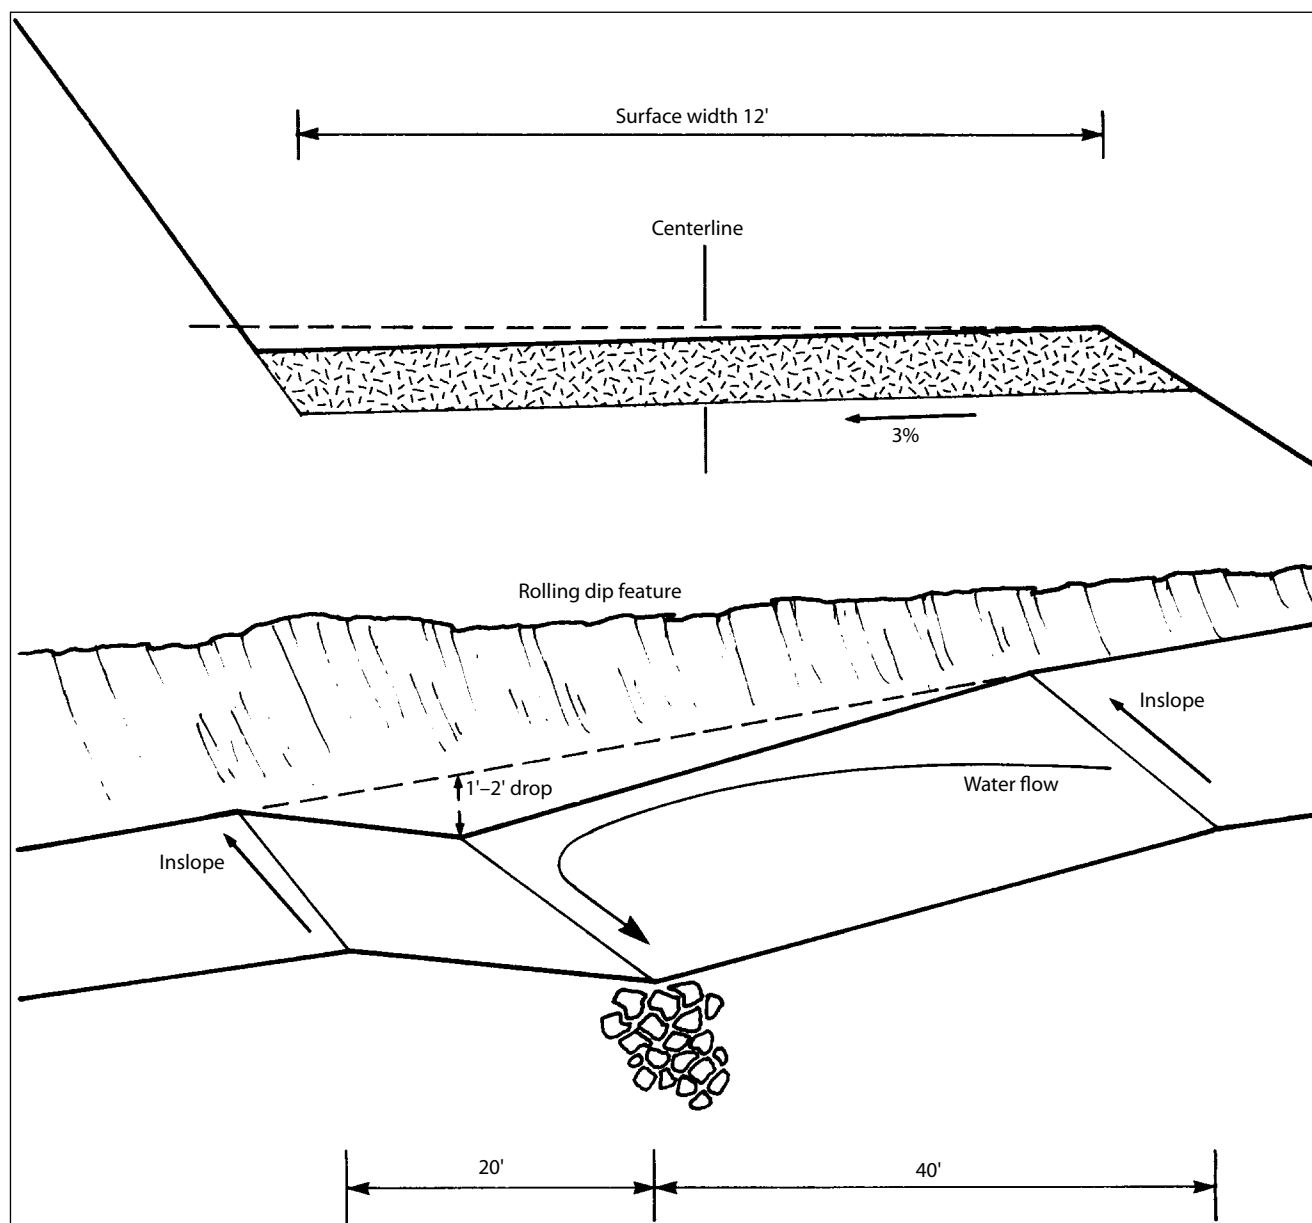 Surface width 12'
Centerline
3%
Rolling dip feature
Inslope
1'–2' drop
Water flow
Inslope
20'
40'